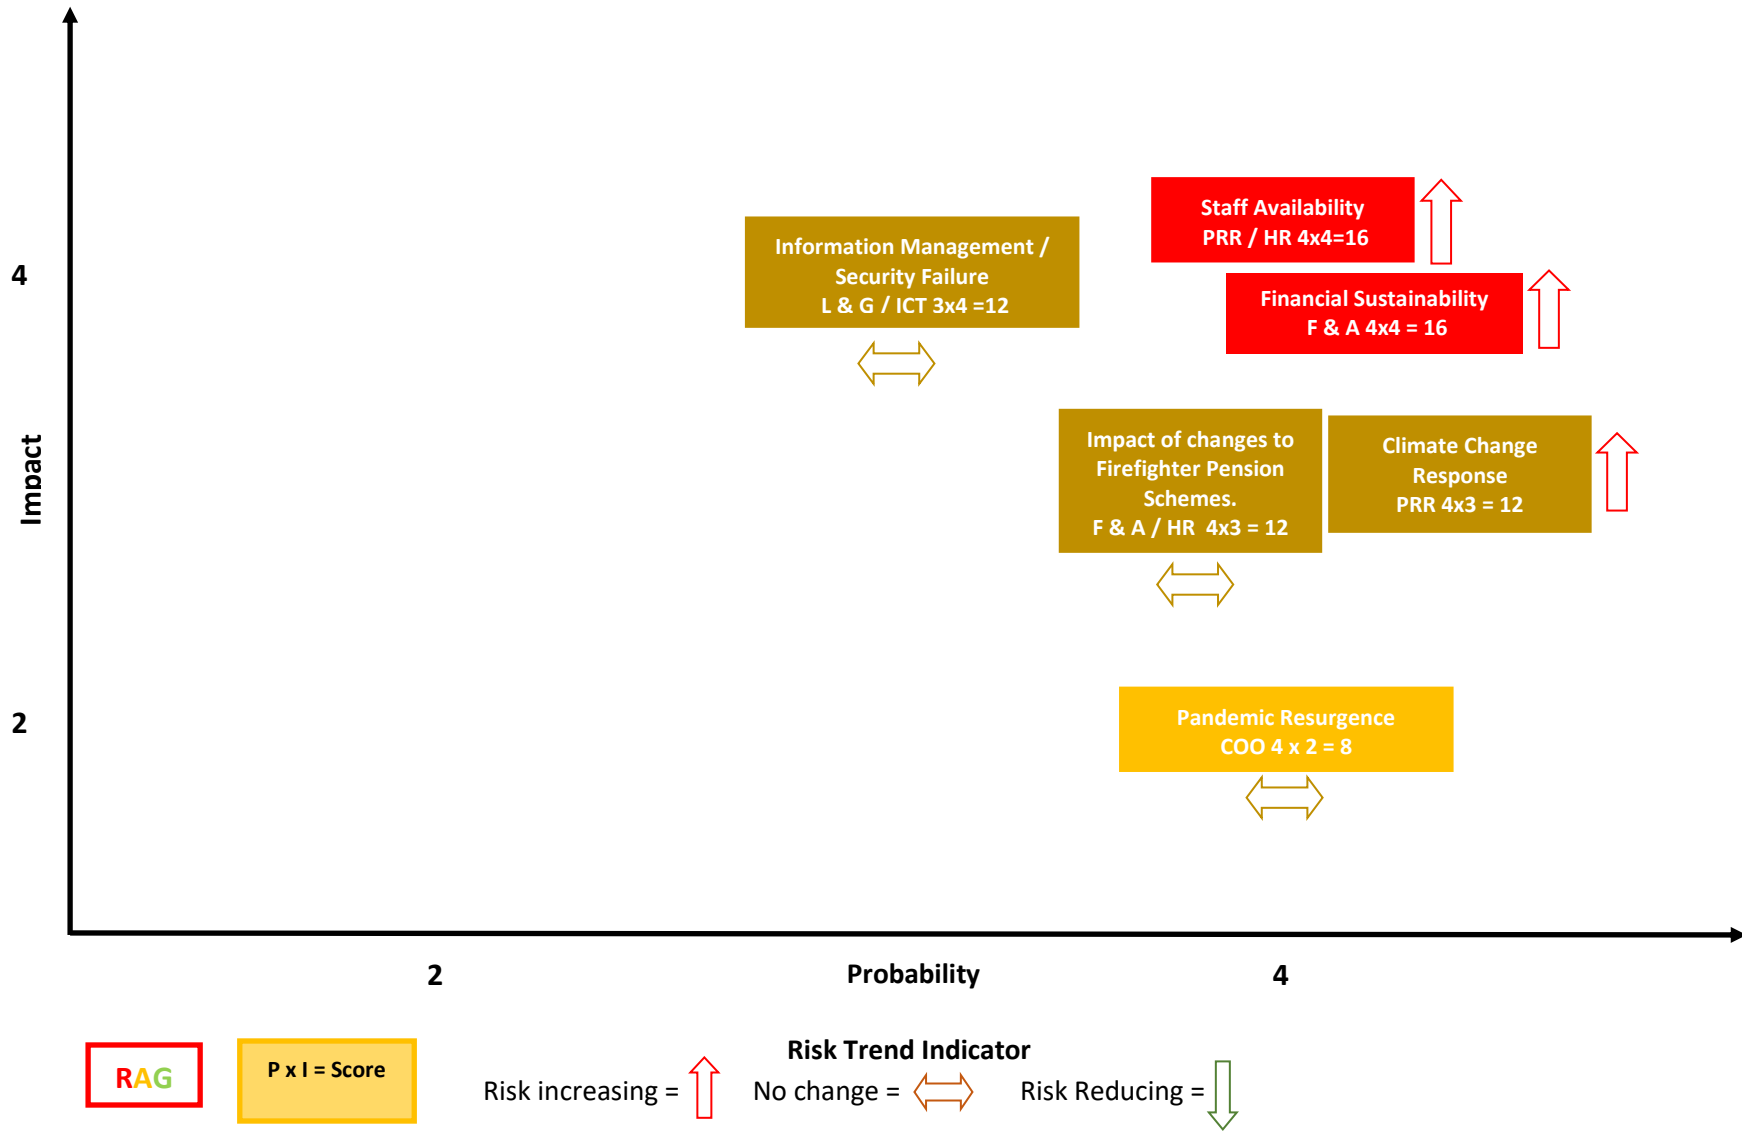 Staff Availability
PRR / HR 4x4=16
Information Management /
Security Failure
L & G / ICT 3x4 =12
4
Financial Sustainability
F & A 4x4 = 16
Impact
Impact of changes to
Firefighter Pension
Schemes.
F & A / HR  4x3 = 12
Climate Change
Response
PRR 4x3 = 12
2
Pandemic Resurgence
COO 4 x 2 = 8
2
Probability
4
RAG
P x I = Score
Risk Trend Indicator
Risk increasing =
No change =
Risk Reducing =